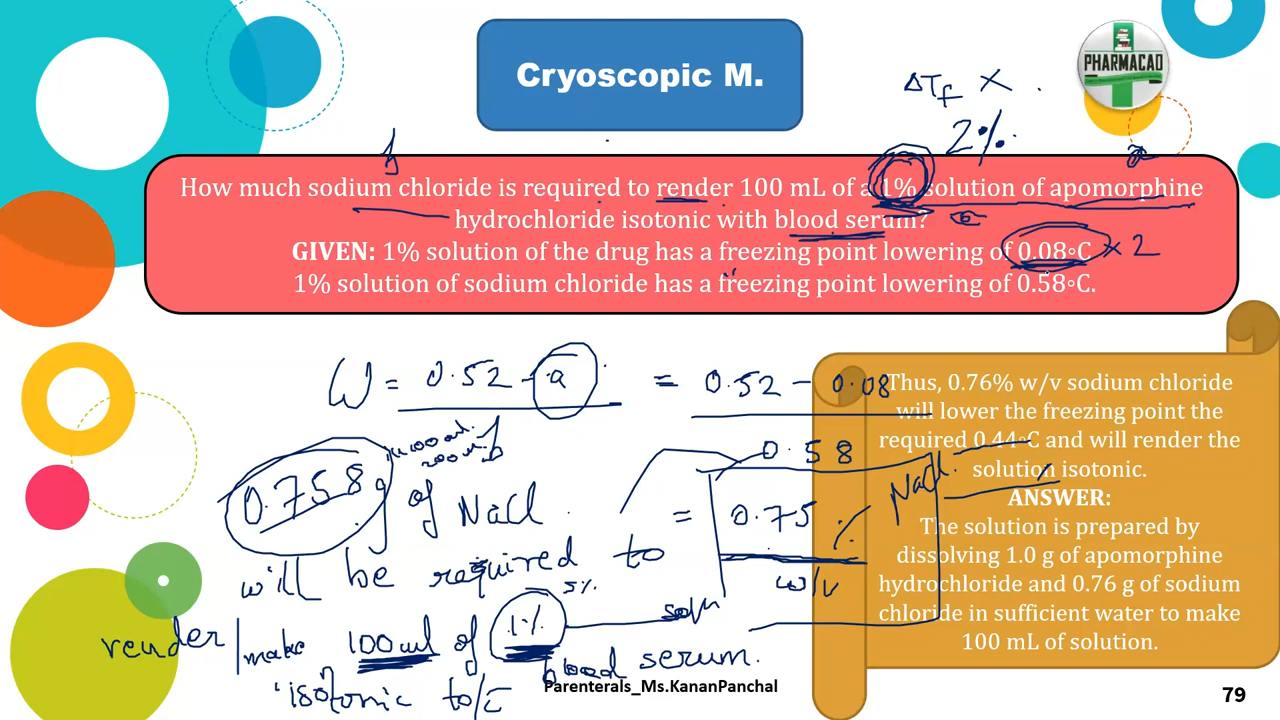 Cryoscopic M.
PHARMACAD
ΔTf ×
2%
How much sodium chloride is required to render 100 mL of a 1% solution of apomorphine
hydrochloride isotonic with blood serum?
GIVEN: 1% solution of the drug has a freezing point lowering of 0.08∘C × 2
1% solution of sodium chloride has a freezing point lowering of 0.58∘C.
W = 0.52 - a = 0.52 - 0.08
b 0.58
= 0.75 % NaCl
w/v
0.758 g of NaCl
will be required to
5%
render / make 100 ml of 1% soln
isotonic to/c̄ blood serum.
Thus, 0.76% w/v sodium chloride
will lower the freezing point the
required 0.44∘C and will render the
solution isotonic.
ANSWER:
The solution is prepared by
dissolving 1.0 g of apomorphine
hydrochloride and 0.76 g of sodium
chloride in sufficient water to make
100 mL of solution.
Parenterals_Ms.KananPanchal
79